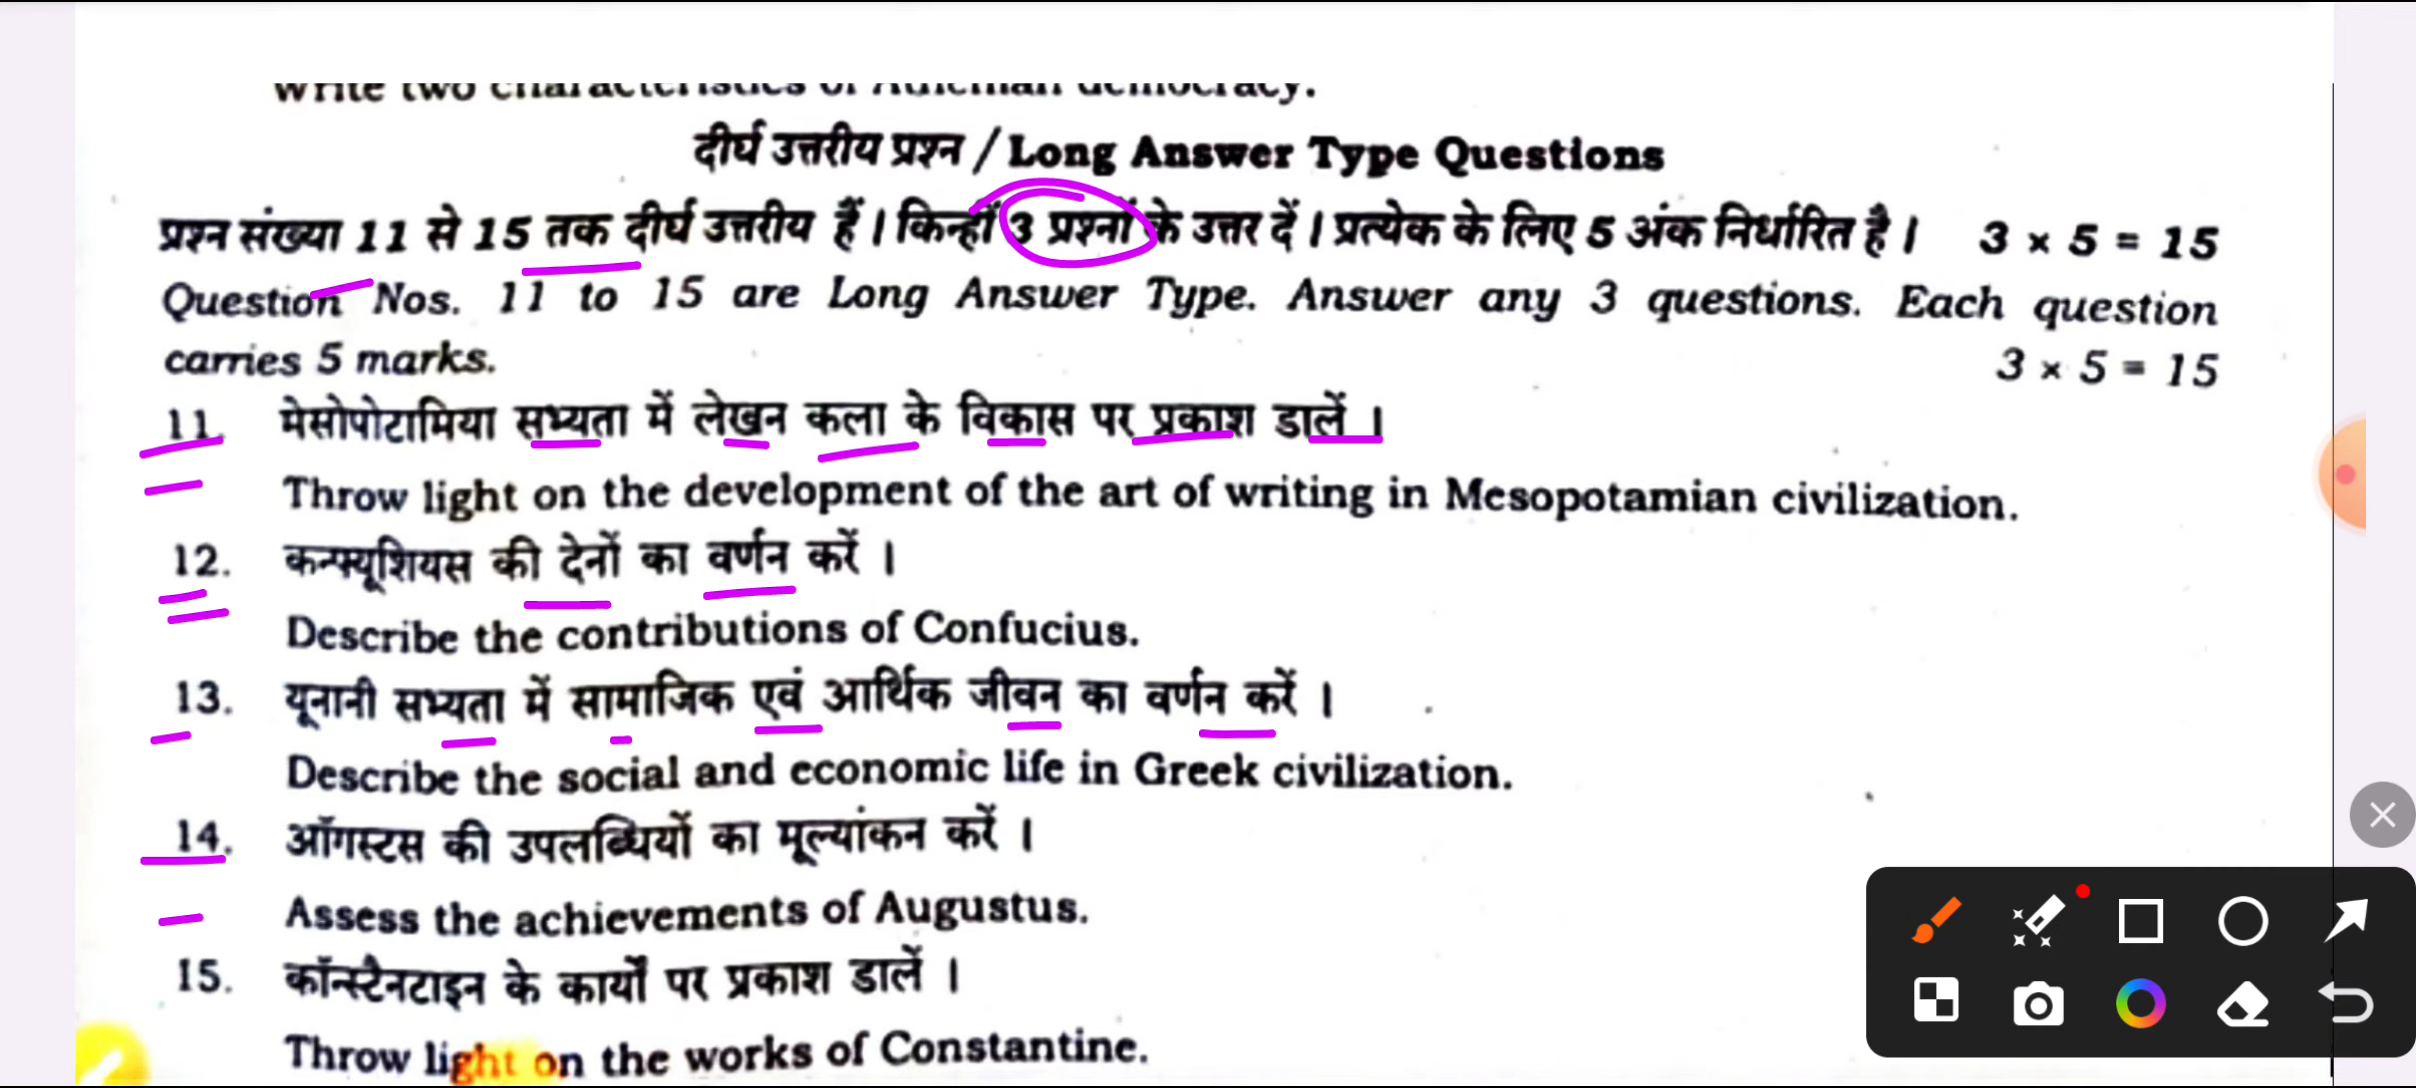 Write two characteristics of Athenian democracy.
दीर्घ उत्तरीय प्रश्न / Long Answer Type Questions
प्रश्न संख्या 11 से 15 तक दीर्घ उत्तरीय हैं । किन्हीं 3 प्रश्नों के उत्तर दें । प्रत्येक के लिए 5 अंक निर्धारित है । 3 × 5 = 15
Question Nos. 11 to 15 are Long Answer Type. Answer any 3 questions. Each question
carries 5 marks. 3 × 5 = 15
11. मेसोपोटामिया सभ्यता में लेखन कला के विकास पर प्रकाश डालें ।
Throw light on the development of the art of writing in Mesopotamian civilization.
12. कन्फ्यूशियस की देनों का वर्णन करें ।
Describe the contributions of Confucius.
13. यूनानी सभ्यता में सामाजिक एवं आर्थिक जीवन का वर्णन करें ।
Describe the social and economic life in Greek civilization.
14. ऑगस्टस की उपलब्धियों का मूल्यांकन करें ।
Assess the achievements of Augustus.
15. कॉन्स्टैनटाइन के कार्यों पर प्रकाश डालें ।
Throw light on the works of Constantine.